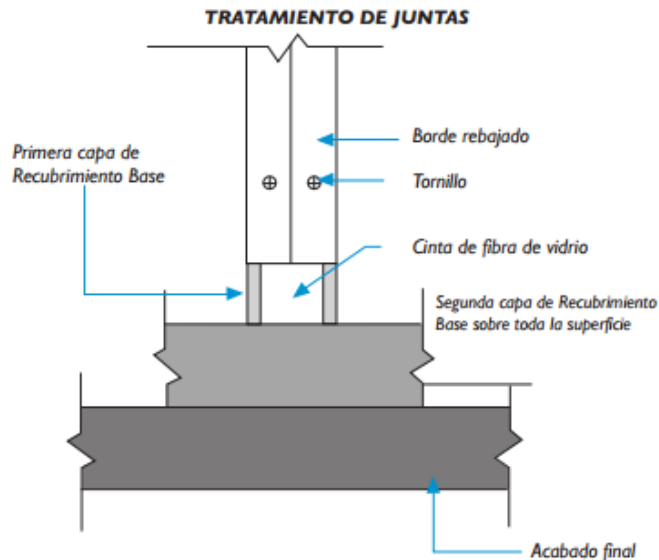 TRATAMIENTO DE JUNTAS
Borde rebajado
Primera capa de
Recubrimiento Base
Tornillo
Cinta de fibra de vidrio
Segunda capa de Recubrimiento
Base sobre toda la superficie
Acabado final